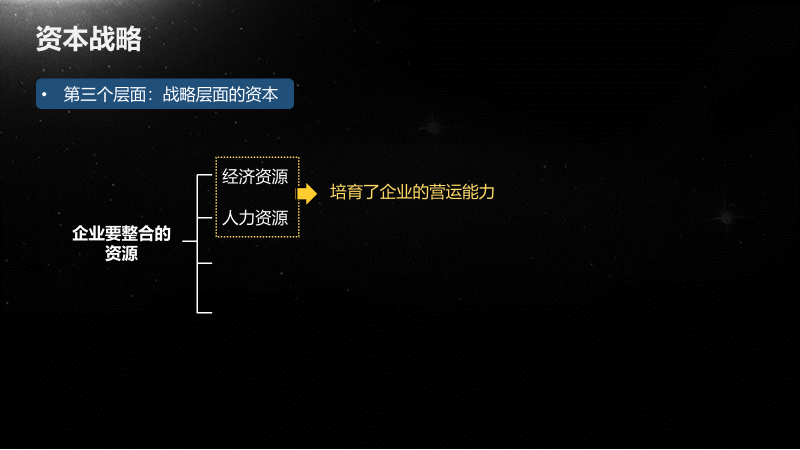 资本战略
• 第三个层面：战略层面的资本
经济资源
培育了企业的营运能力
人力资源
企业要整合的
资源